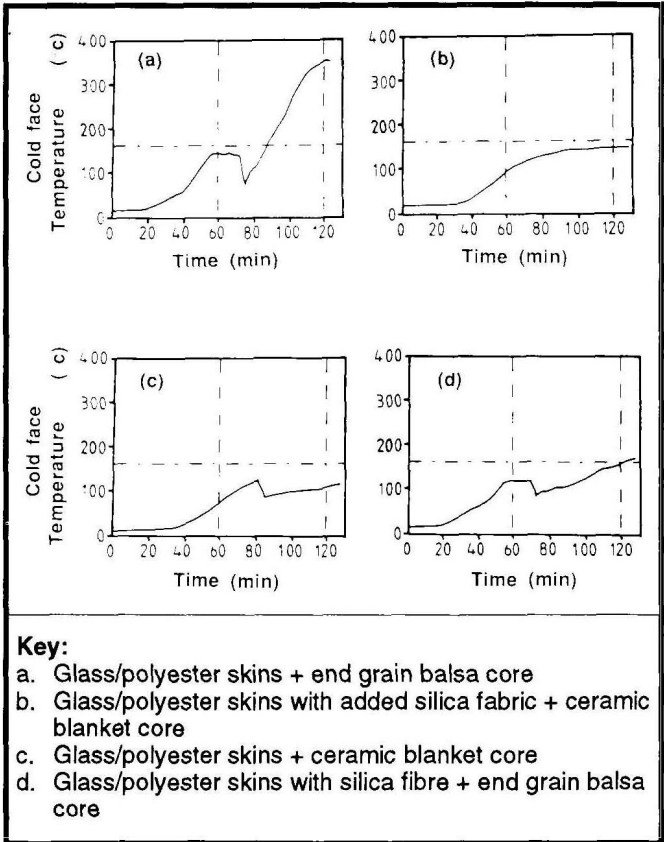 Cold face
Temperature ( c)
400
300
200
100
0
(a)
0 20 40 60 80 100 120
Time (min)
400
300
200
100
0
(b)
0 20 40 60 80 100 120
Time (min)
Cold face
Temperature ( c)
400
300
200
100
0
(c)
0 20 40 60 80 100 120
Time (min)
400
300
200
100
0
(d)
0 20 40 60 80 100 120
Time (min)
Key:
a. Glass/polyester skins + end grain balsa core
b. Glass/polyester skins with added silica fabric + ceramic
blanket core
c. Glass/polyester skins + ceramic blanket core
d. Glass/polyester skins with silica fibre + end grain balsa
core